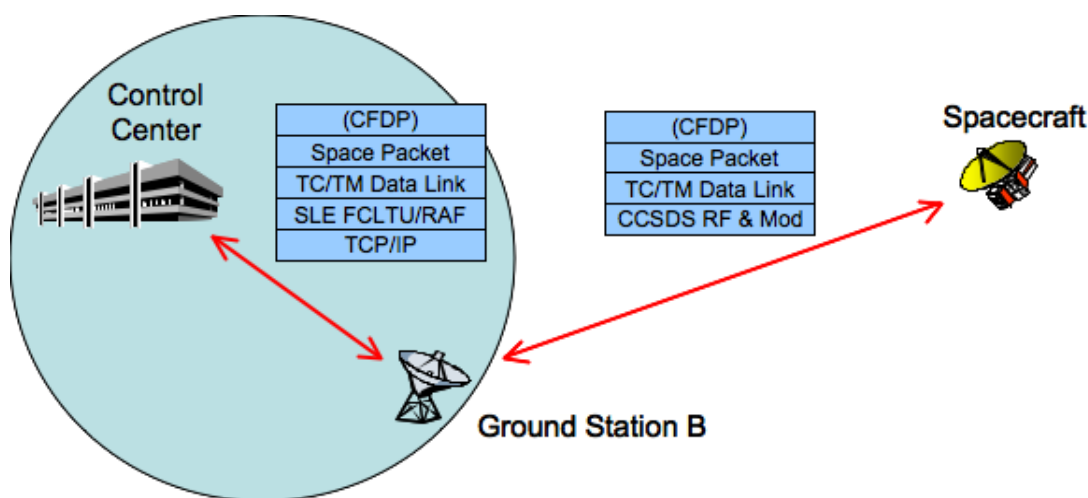 Control
Center
(CFDP)
Space Packet
TC/TM Data Link
SLE FCLTU/RAF
TCP/IP
(CFDP)
Space Packet
TC/TM Data Link
CCSDS RF & Mod
Spacecraft
Ground Station B